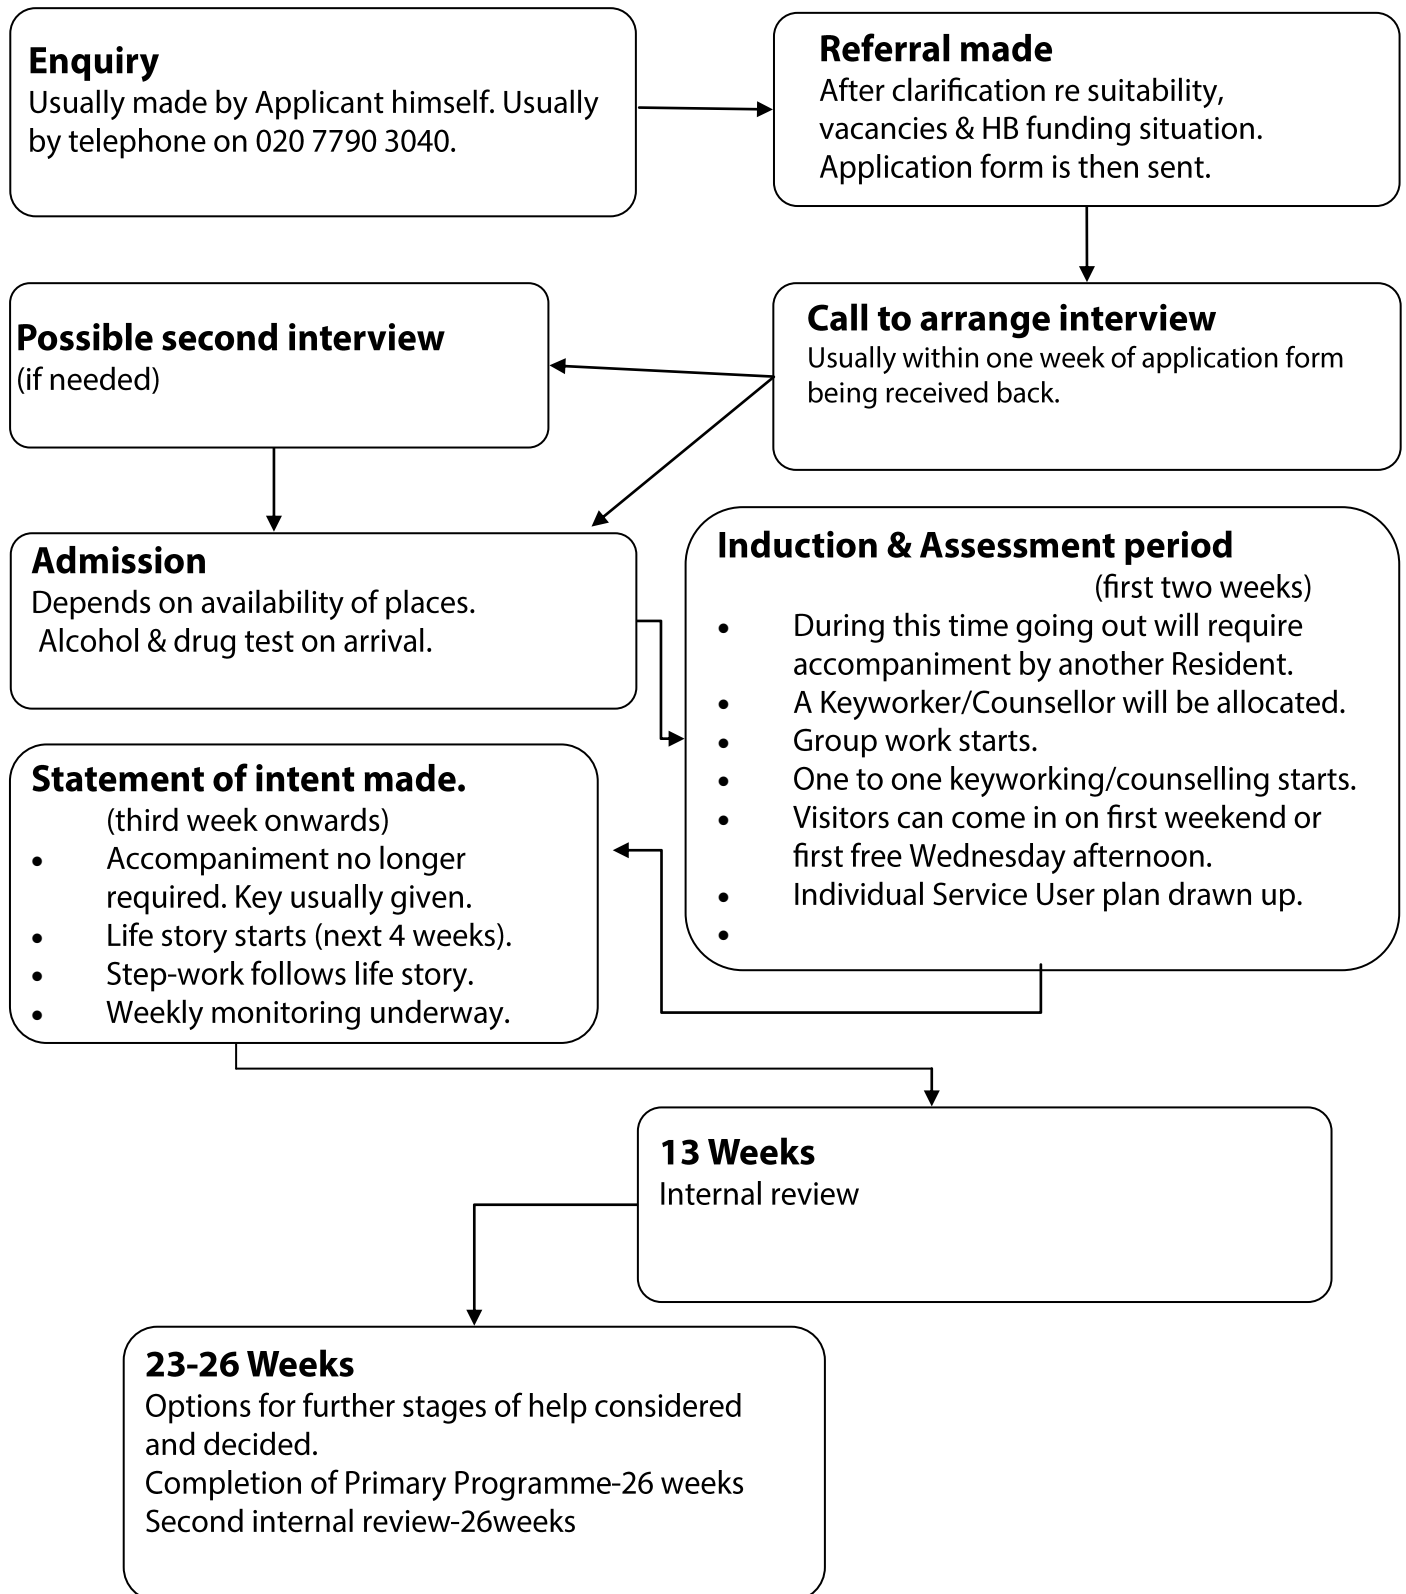 Enquiry
Usually made by Applicant himself. Usually
by telephone on 020 7790 3040.
Referral made
After clarification re suitability,
vacancies & HB funding situation.
Application form is then sent.
Call to arrange interview
Usually within one week of application form
being received back.
Possible second interview
(if needed)
Admission
Depends on availability of places.
Alcohol & drug test on arrival.
Induction & Assessment period
(first two weeks)
• During this time going out will require
accompaniment by another Resident.
• A Keyworker/Counsellor will be allocated.
• Group work starts.
• One to one keyworking/counselling starts.
• Visitors can come in on first weekend or
first free Wednesday afternoon.
• Individual Service User plan drawn up.
•
Statement of intent made.
(third week onwards)
• Accompaniment no longer
required. Key usually given.
• Life story starts (next 4 weeks).
• Step-work follows life story.
• Weekly monitoring underway.
13 Weeks
Internal review
23-26 Weeks
Options for further stages of help considered
and decided.
Completion of Primary Programme-26 weeks
Second internal review-26weeks